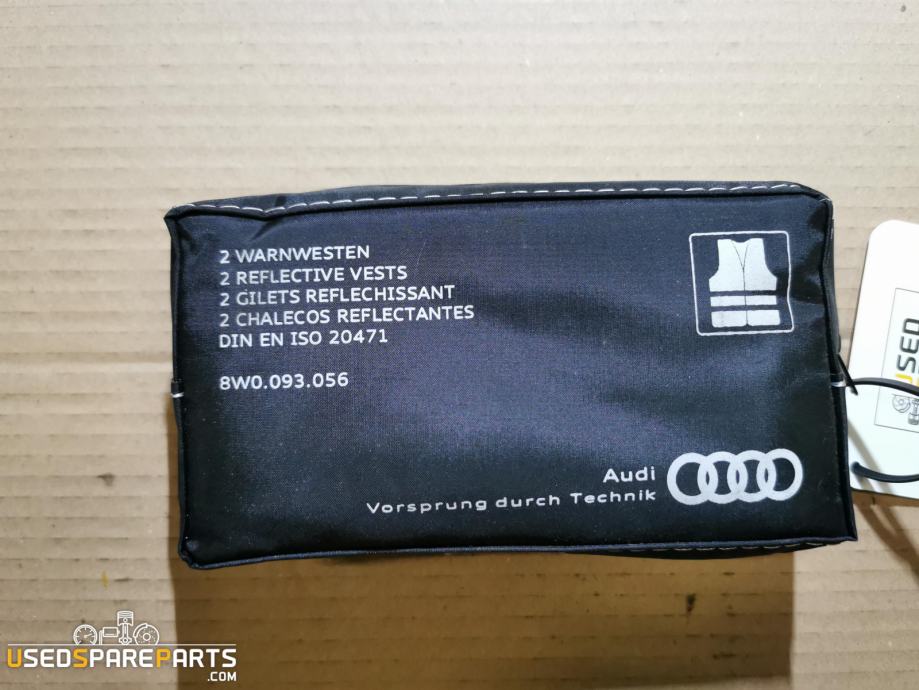 2 WARNWESTEN
2 REFLECTIVE VESTS
2 GILETS REFLECHISSANT
2 CHALECOS REFLECTANTES
DIN EN ISO 20471
8W0.093.056
Audi
Vorsprung durch Technik
USED
USEDSPAREPARTS
.COM